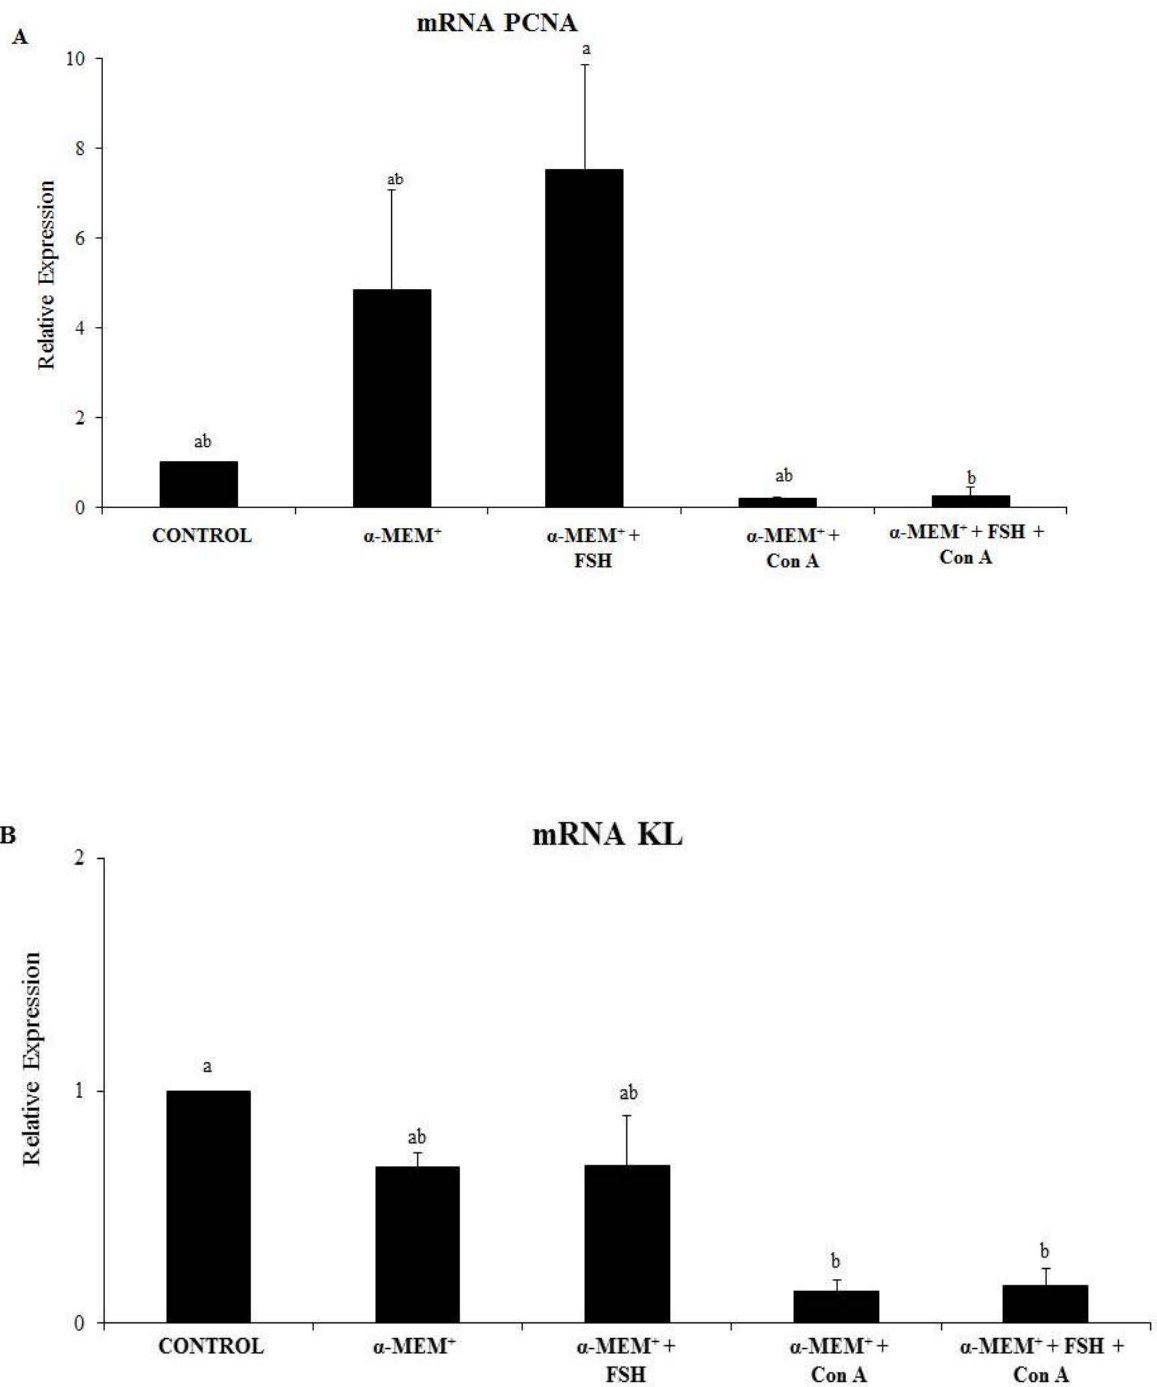 A
mRNA PCNA
Relative Expression
10
8
6
4
2
0
ab
ab
a
ab
b
CONTROL
α-MEM⁺
α-MEM⁺ +
FSH
α-MEM⁺ +
Con A
α-MEM⁺ + FSH +
Con A
B
mRNA KL
Relative Expression
2
1
0
a
ab
ab
b
b
CONTROL
α-MEM⁺
α-MEM⁺ +
FSH
α-MEM⁺ +
Con A
α-MEM⁺ + FSH +
Con A